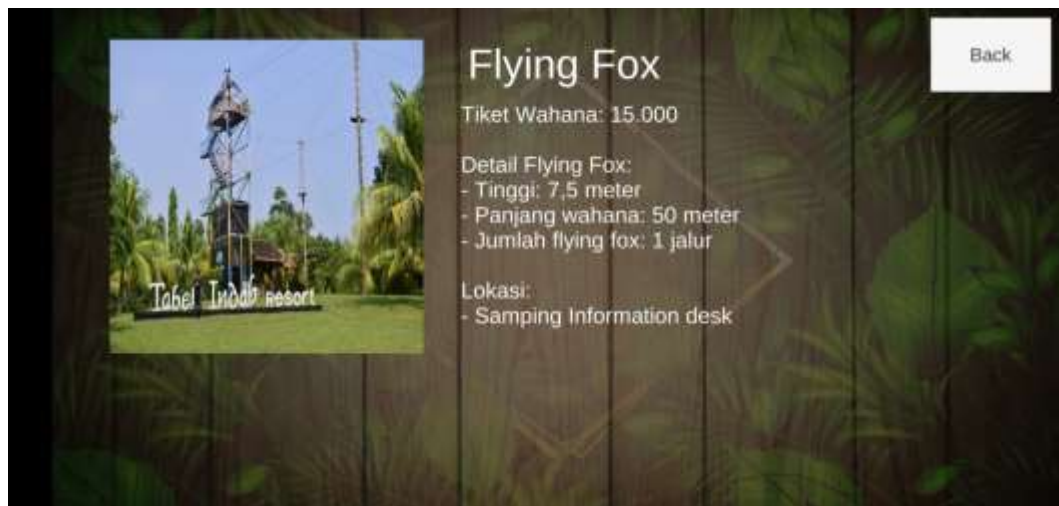 Flying Fox
Back
Tiket Wahana: 15.000
Detail Flying Fox:
- Tinggi: 7,5 meter
- Panjang wahana: 50 meter
- Jumlah flying fox: 1 jalur
Lokasi:
- Samping Information desk
Tabek Indah Resort